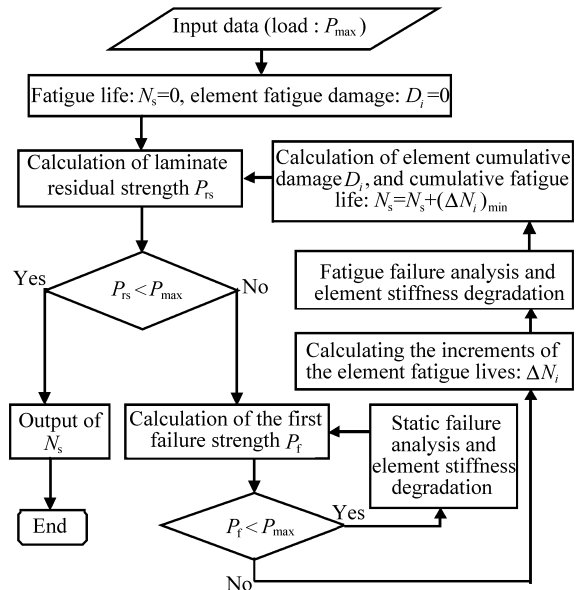 Input data (load : Pmax)
Fatigue life: Ns=0, element fatigue damage: Di=0
Calculation of laminate
residual strength Prs
Calculation of element cumulative
damage Di, and cumulative fatigue
life: Ns=Ns+(ΔNi)min
Yes
Prs<Pmax
No
Fatigue failure analysis and
element stiffness degradation
Calculating the increments of
the element fatigue lives: ΔNi
Output of
Ns
Calculation of the first
failure strength Pf
Static failure
analysis and
element stiffness
degradation
End
Pf<Pmax
Yes
No